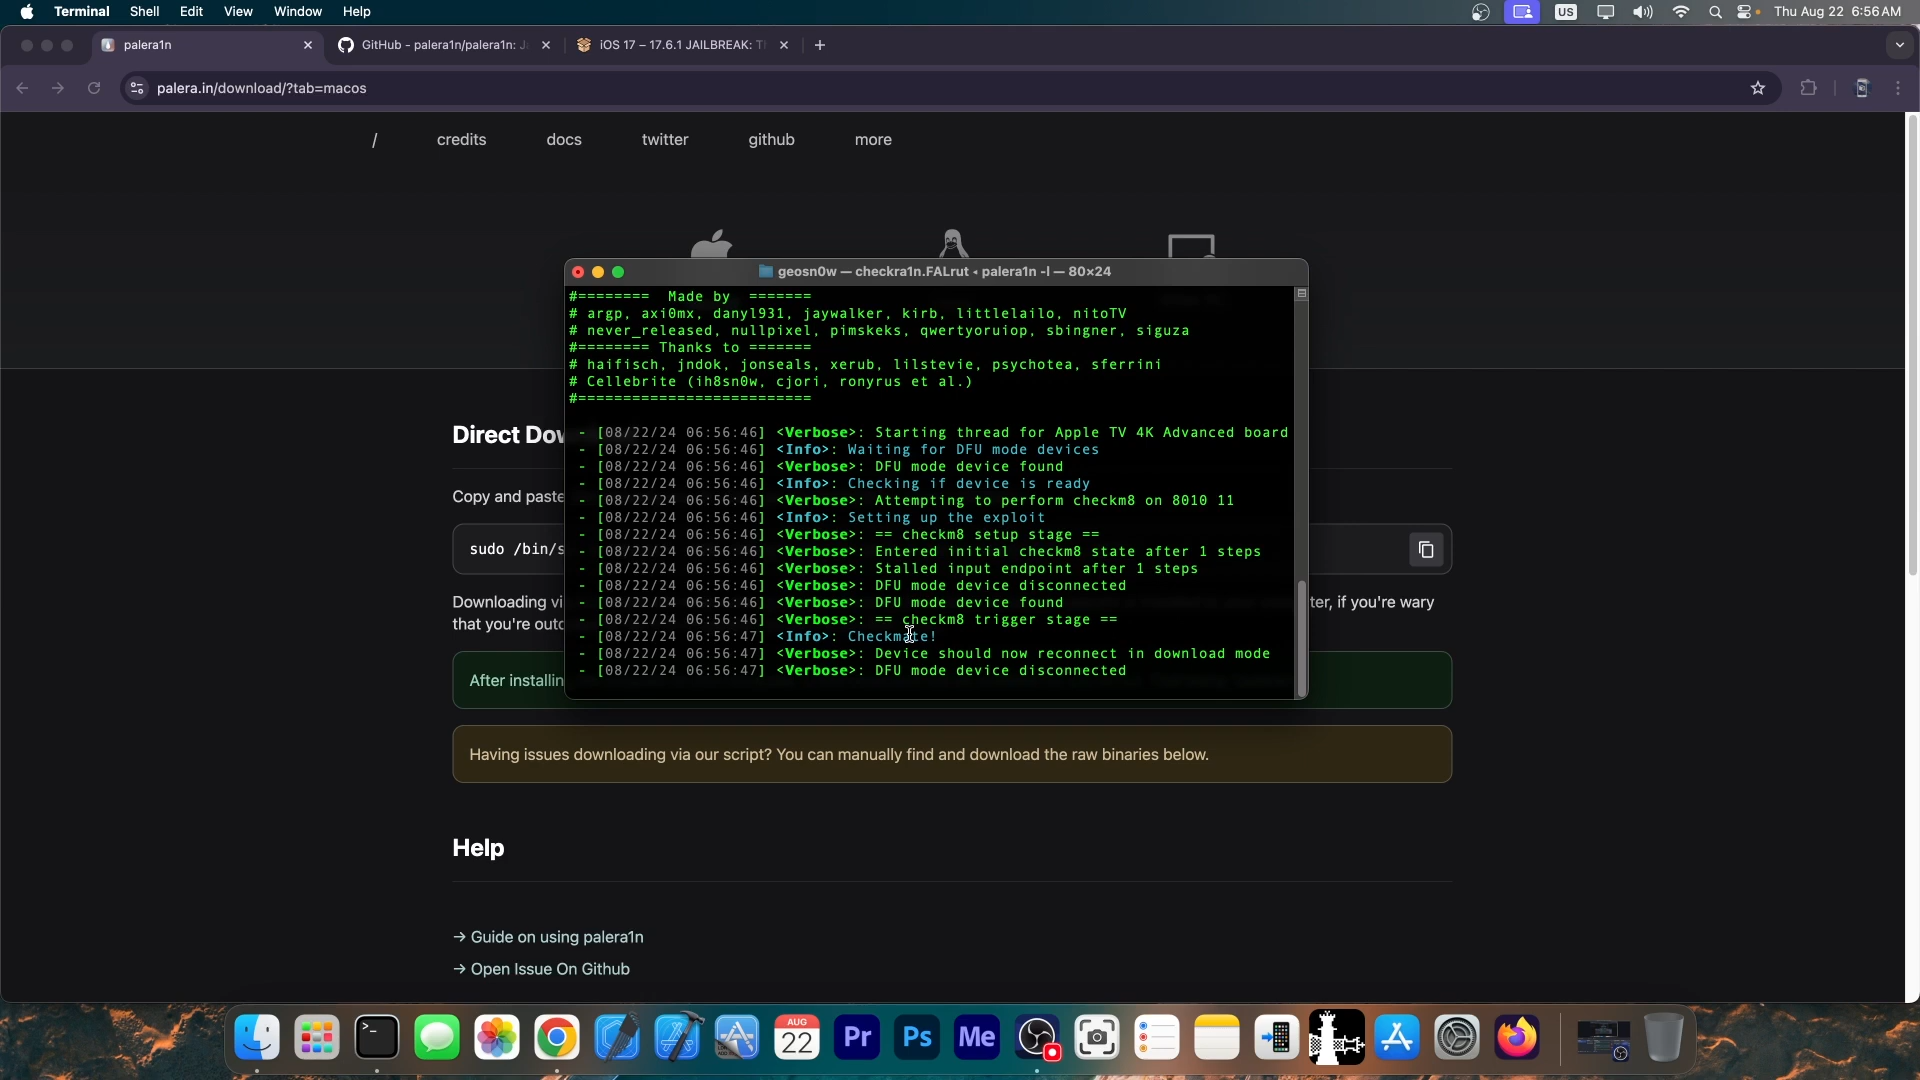 Terminal Shell Edit View Window Help US Thu Aug 22 6:56 AM
palera1n GitHub - palera1n/palera1n: J iOS 17 – 17.6.1 JAILBREAK: T
palera.in/download/?tab=macos
/ credits docs twitter github more
geosn0w — checkra1n.FALrut ◂ palera1n -l — 80×24
#======== Made by =======
# argp, axi0mx, danyl931, jaywalker, kirb, littlelailo, nitoTV
# never_released, nullpixel, pimskeks, qwertyoruiop, sbingner, siguza
#======== Thanks to =======
# haifisch, jndok, jonseals, xerub, lilstevie, psychotea, sferrini
# Cellebrite (ih8sn0w, cjori, ronyrus et al.)
#==========================
- [08/22/24 06:56:46] <Verbose>: Starting thread for Apple TV 4K Advanced board
- [08/22/24 06:56:46] <Info>: Waiting for DFU mode devices
- [08/22/24 06:56:46] <Verbose>: DFU mode device found
- [08/22/24 06:56:46] <Info>: Checking if device is ready
- [08/22/24 06:56:46] <Verbose>: Attempting to perform checkm8 on 8010 11
- [08/22/24 06:56:46] <Info>: Setting up the exploit
- [08/22/24 06:56:46] <Verbose>: == checkm8 setup stage ==
- [08/22/24 06:56:46] <Verbose>: Entered initial checkm8 state after 1 steps
- [08/22/24 06:56:46] <Verbose>: Stalled input endpoint after 1 steps
- [08/22/24 06:56:46] <Verbose>: DFU mode device disconnected
- [08/22/24 06:56:46] <Verbose>: DFU mode device found
- [08/22/24 06:56:46] <Verbose>: == checkm8 trigger stage ==
- [08/22/24 06:56:47] <Info>: Checkmate!
- [08/22/24 06:56:47] <Verbose>: Device should now reconnect in download mode
- [08/22/24 06:56:47] <Verbose>: DFU mode device disconnected
Direct Dow
Copy and paste
sudo /bin/s
Downloading vi ter, if you're wary
that you're outd
After installin
Having issues downloading via our script? You can manually find and download the raw binaries below.
Help
→ Guide on using palera1n
→ Open Issue On Github
AUG
22
Pr Ps Me